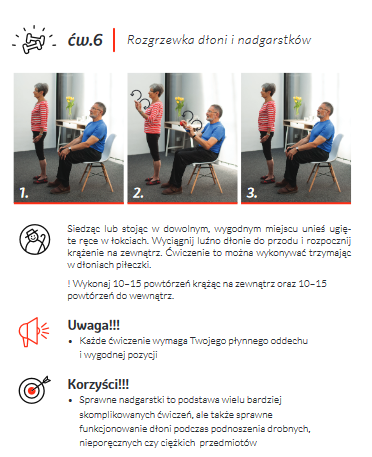 ćw.6 Rozgrzewka dłoni i nadgarstków
1. 2. 3.
Siedząc lub stojąc w dowolnym, wygodnym miejscu unieś ugię-
te ręce w łokciach. Wyciągnij luźno dłonie do przodu i rozpocznij
krążenie na zewnątrz. Ćwiczenie to można wykonywać trzymając
w dłoniach piłeczki.
! Wykonaj 10–15 powtórzeń krążąc na zewnątrz oraz 10–15
powtórzeń do wewnątrz.
Uwaga!!!
• Każde ćwiczenie wymaga Twojego płynnego oddechu
i wygodnej pozycji
Korzyści!!!
• Sprawne nadgarstki to podstawa wielu bardziej
skomplikowanych ćwiczeń, ale także sprawne
funkcjonowanie dłoni podczas podnoszenia drobnych,
nieporęcznych czy ciężkich przedmiotów